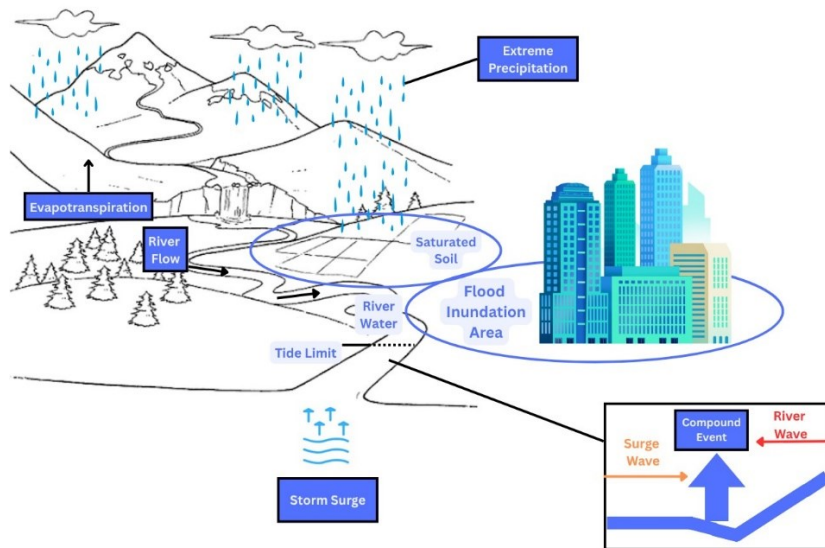 Extreme
Precipitation
Evapotranspiration
River
Flow
Saturated
Soil
River
Water
Flood
Inundation
Area
Tide Limit
Storm Surge
Compound
Event
River
Wave
Surge
Wave